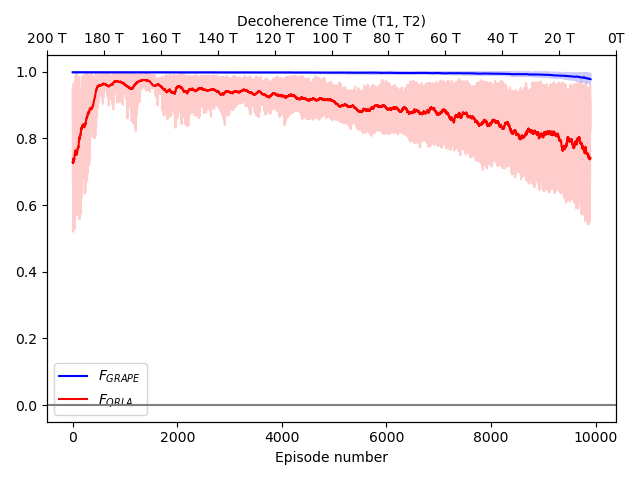 Decoherence Time (T1, T2)
200 T 180 T 160 T 140 T 120 T 100 T 80 T 60 T 40 T 20 T 0T
1.0
0.8
0.6
0.4
0.2
0.0
F_GRAPE
F_QRLA
0 2000 4000 6000 8000 10000
Episode number